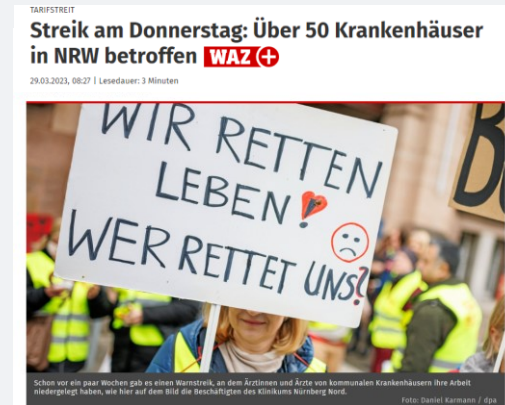 TARIFSTREIT
Streik am Donnerstag: Über 50 Krankenhäuser
in NRW betroffen WAZ +
29.03.2023, 08:27 | Lesedauer: 3 Minuten
WIR RETTEN
LEBEN!
WER RETTET UNS?
Schon vor ein paar Wochen gab es einen Warnstreik, an dem Ärztinnen und Ärzte von kommunalen Krankenhäusern ihre Arbeit
niedergelegt haben, wie hier auf dem Bild die Beschäftigten des Klinikums Nürnberg Nord.
Foto: Daniel Karmann / dpa